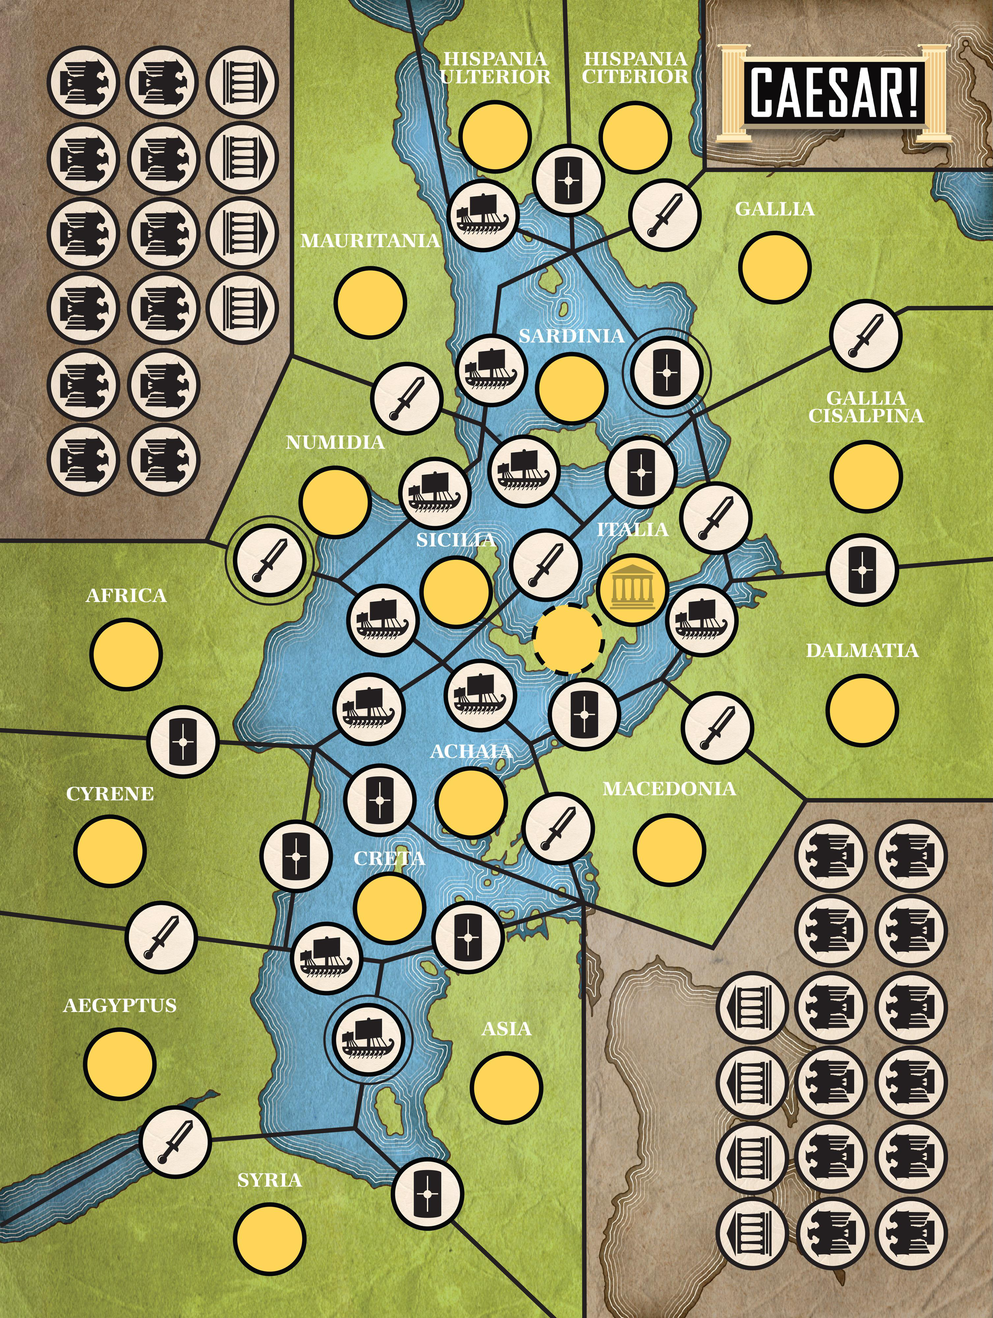 HISPANIA
ULTERIOR
HISPANIA
CITERIOR
CAESAR!
GALLIA
MAURITANIA
SARDINIA
GALLIA
CISALPINA
NUMIDIA
ITALIA
SICILIA
AFRICA
DALMATIA
ACHAIA
MACEDONIA
CYRENE
CRETA
AEGYPTUS
ASIA
SYRIA